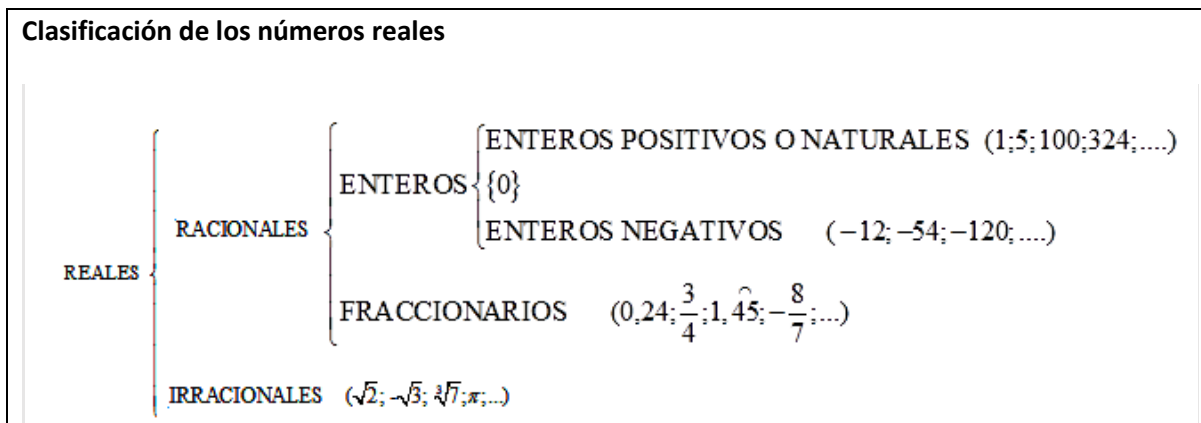 Clasificación de los números reales
ENTEROS POSITIVOS O NATURALES (1;5;100;324;....)
ENTEROS {0}
RACIONALES ENTEROS NEGATIVOS (−12;−54;−120;....)
REALES
FRACCIONARIOS (0,24; 3/4; 1,4͡5; −8/7;...)
IRRACIONALES (√2; -√3; ∛7;π;...)